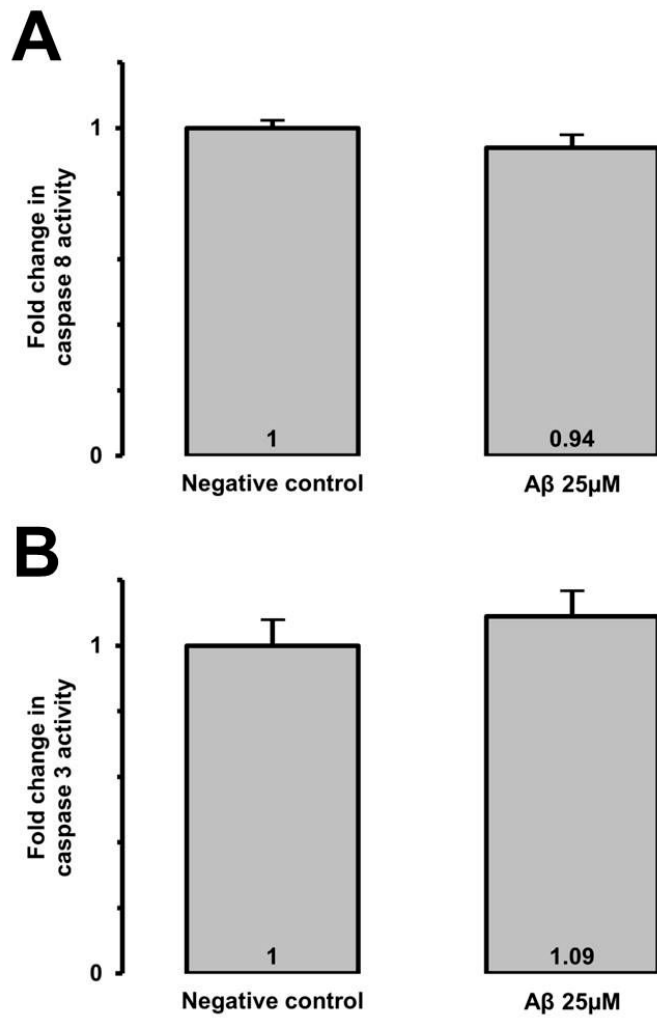 A
Fold change in
caspase 8 activity
1
0
1
0.94
Negative control
Aβ 25µM
B
Fold change in
caspase 3 activity
1
0
1
1.09
Negative control
Aβ 25µM